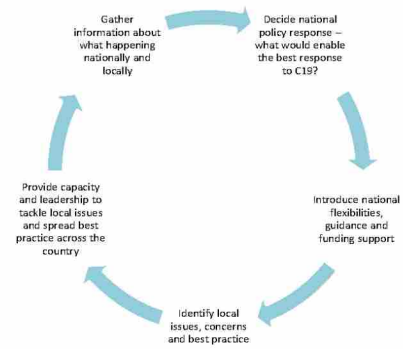 Gather
information about
what happening
nationally and
locally
Decide national
policy response –
what would enable
the best response
to C19?
Introduce national
flexibilities,
guidance and
funding support
Identify local
issues, concerns
and best practice
Provide capacity
and leadership to
tackle local issues
and spread best
practice across the
country